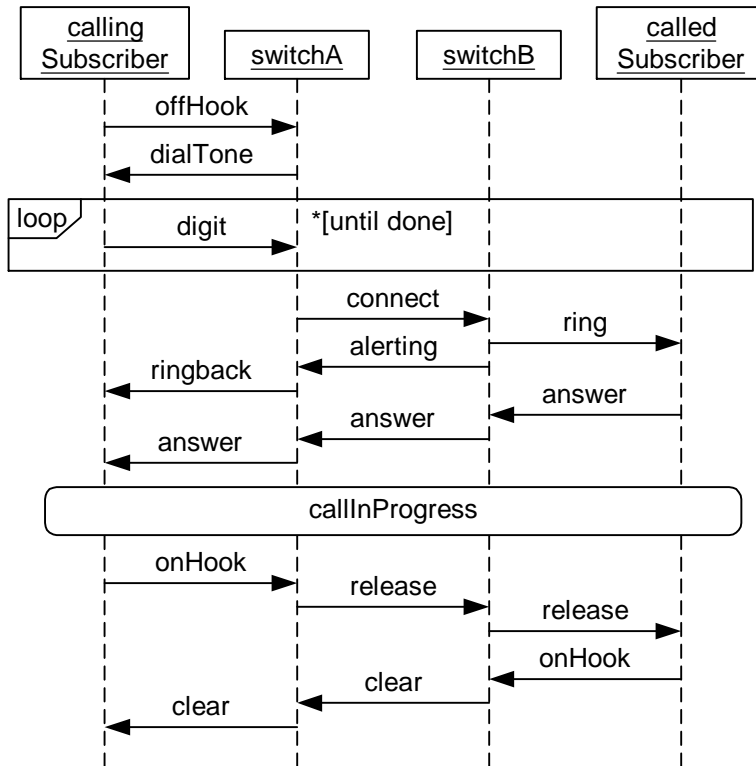 calling
Subscriber
switchA
switchB
called
Subscriber
offHook
dialTone
loop
*[until done]
digit
connect
ring
alerting
ringback
answer
answer
answer
callInProgress
onHook
release
release
onHook
clear
clear